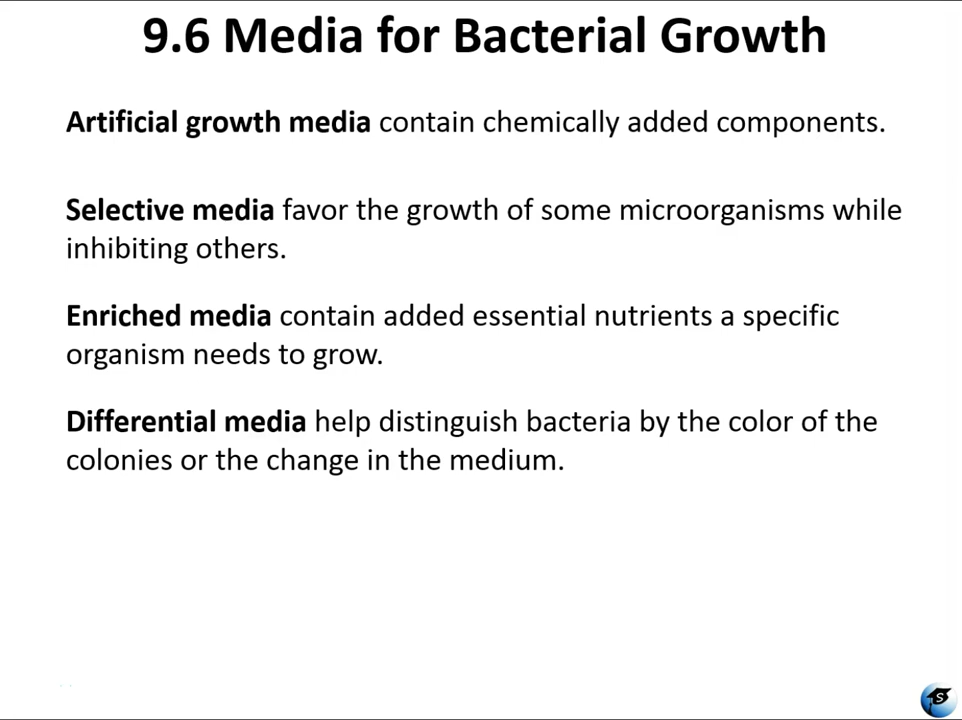 9.6 Media for Bacterial Growth
Artificial growth media contain chemically added components.
Selective media favor the growth of some microorganisms while
inhibiting others.
Enriched media contain added essential nutrients a specific
organism needs to grow.
Differential media help distinguish bacteria by the color of the
colonies or the change in the medium.
S